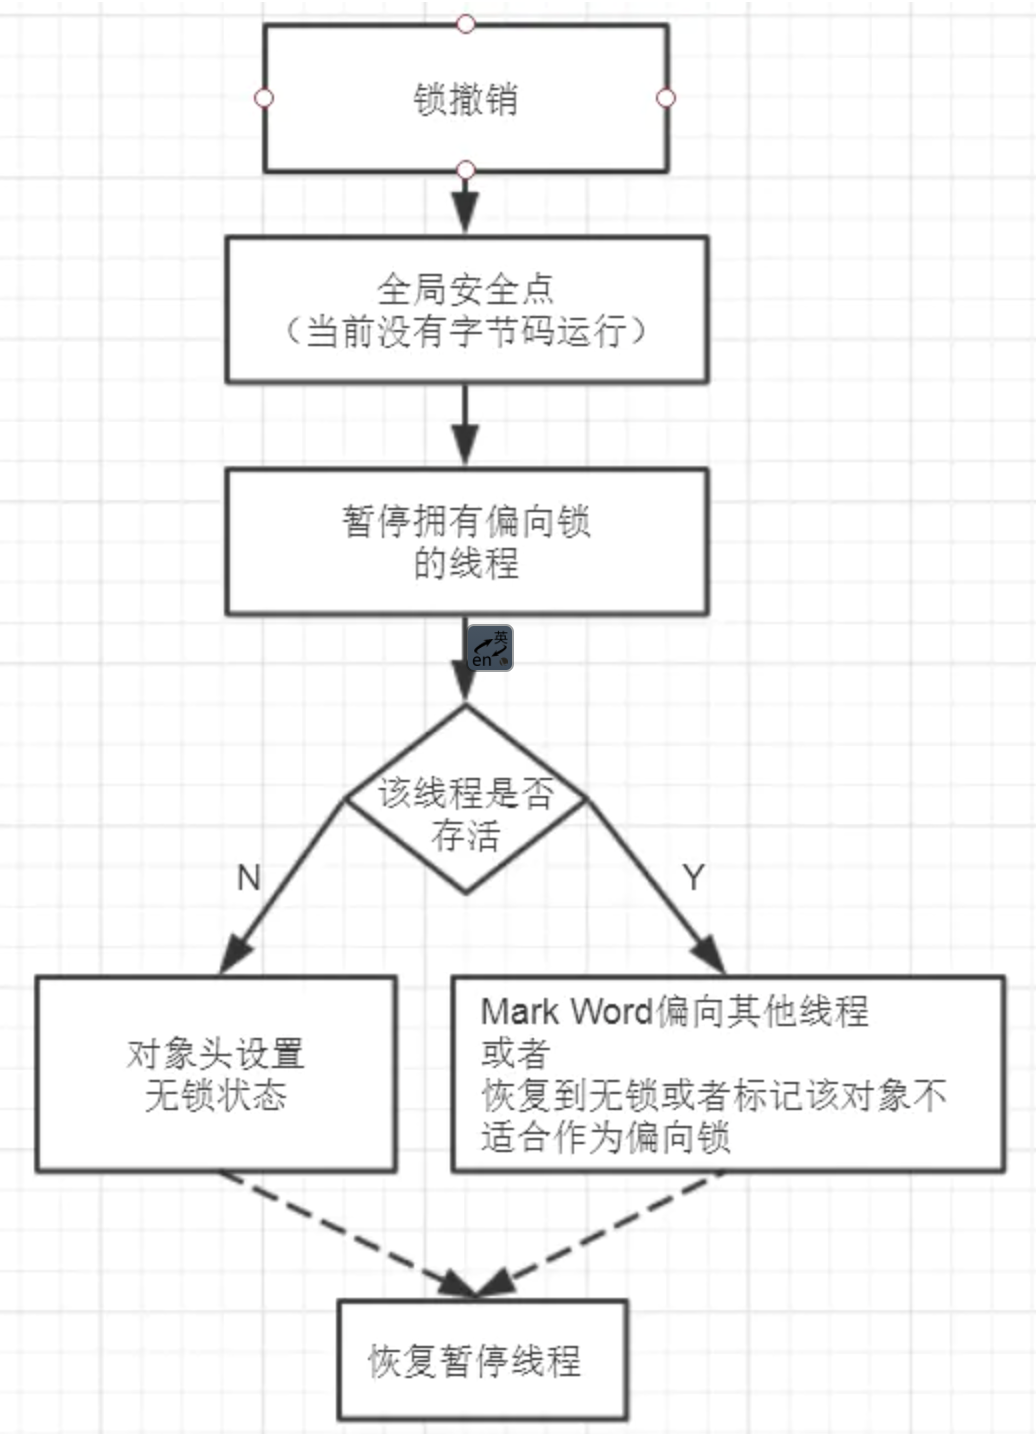 锁撤销
全局安全点
（当前没有字节码运行）
暂停拥有偏向锁
的线程
英
en
该线程是否
存活
N
Y
对象头设置
无锁状态
Mark Word偏向其他线程
或者
恢复到无锁或者标记该对象不
适合作为偏向锁
恢复暂停线程